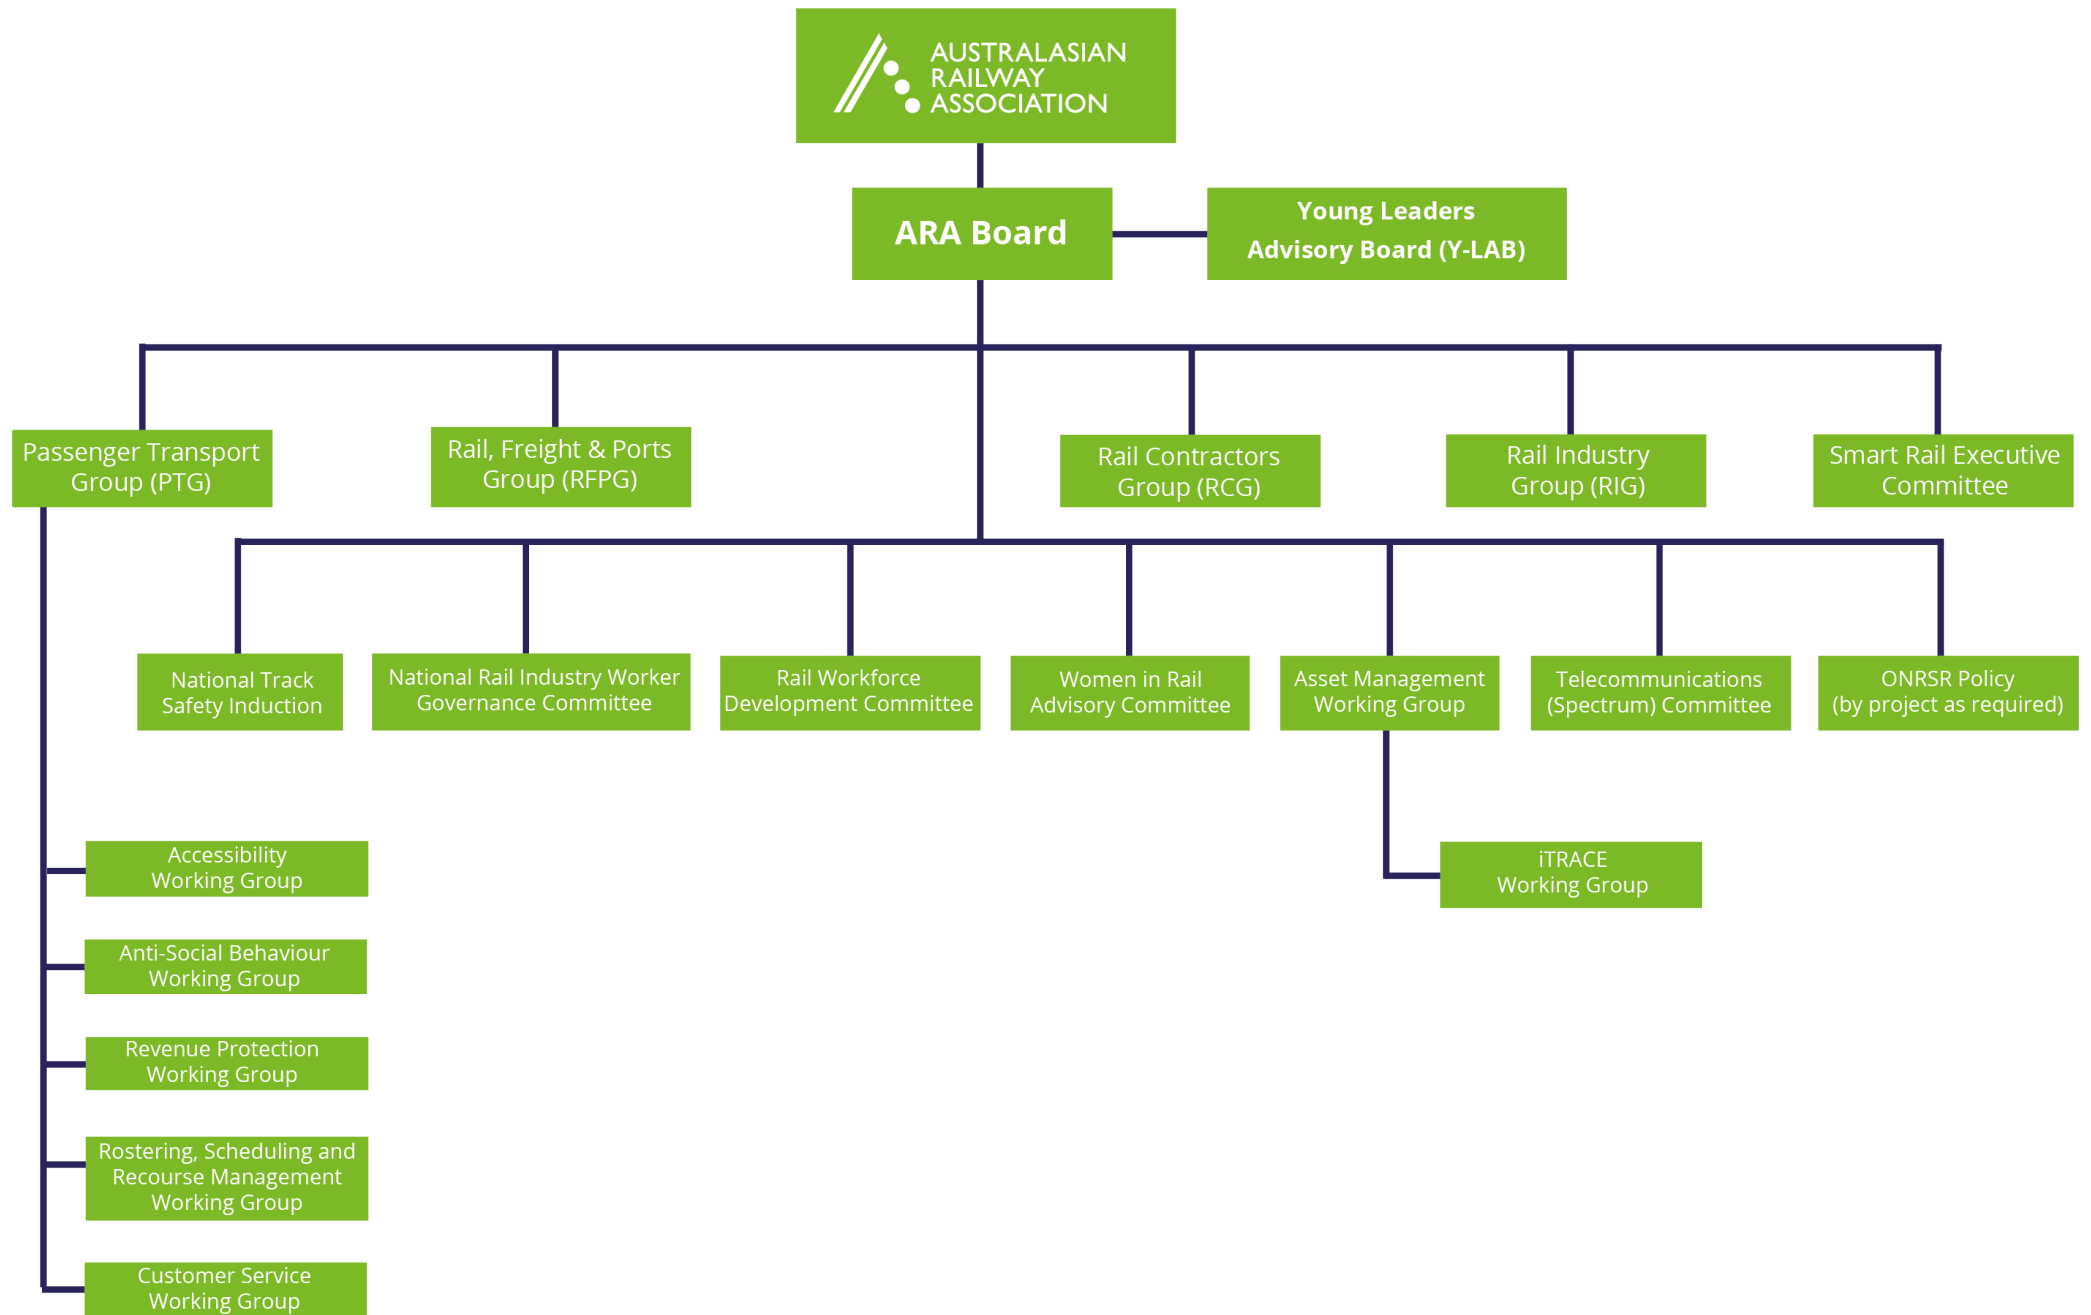 AUSTRALASIAN
RAILWAY
ASSOCIATION
ARA Board
Young Leaders
Advisory Board (Y-LAB)
Passenger Transport
Group (PTG)
Rail, Freight & Ports
Group (RFPG)
Rail Contractors
Group (RCG)
Rail Industry
Group (RIG)
Smart Rail Executive
Committee
National Track
Safety Induction
National Rail Industry Worker
Governance Committee
Rail Workforce
Development Committee
Women in Rail
Advisory Committee
Asset Management
Working Group
Telecommunications
(Spectrum) Committee
ONRSR Policy
(by project as required)
Accessibility
Working Group
iTRACE
Working Group
Anti-Social Behaviour
Working Group
Revenue Protection
Working Group
Rostering, Scheduling and
Recourse Management
Working Group
Customer Service
Working Group